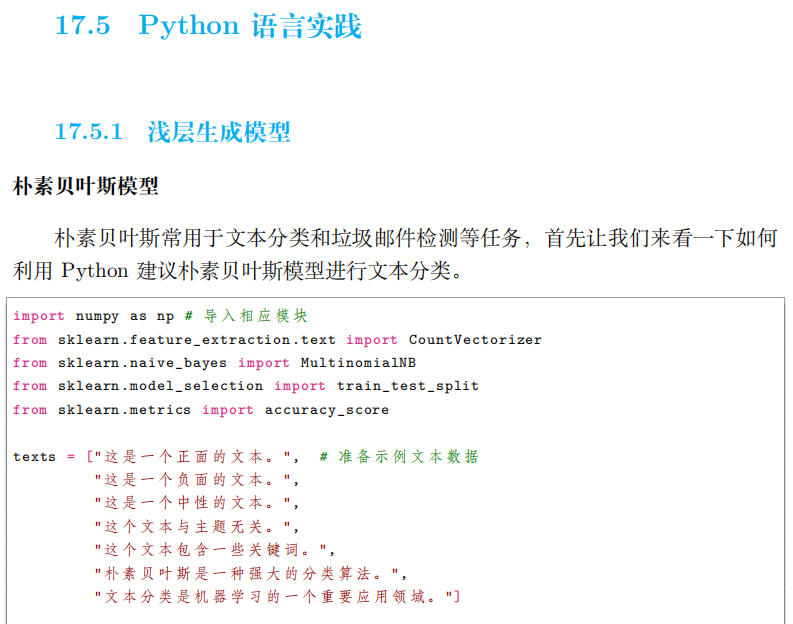 17.5 Python 语言实践
17.5.1 浅层生成模型
朴素贝叶斯模型
朴素贝叶斯常用于文本分类和垃圾邮件检测等任务，首先让我们来看一下如何
利用 Python 建议朴素贝叶斯模型进行文本分类。
import numpy as np # 导入相应模块
from sklearn.feature_extraction.text import CountVectorizer
from sklearn.naive_bayes import MultinomialNB
from sklearn.model_selection import train_test_split
from sklearn.metrics import accuracy_score
texts = ["这是一个正面的文本。", # 准备示例文本数据
"这是一个负面的文本。",
"这是一个中性的文本。",
"这个文本与主题无关。",
"这个文本包含一些关键词。",
"朴素贝叶斯是一种强大的分类算法。",
"文本分类是机器学习的一个重要应用领域。"]